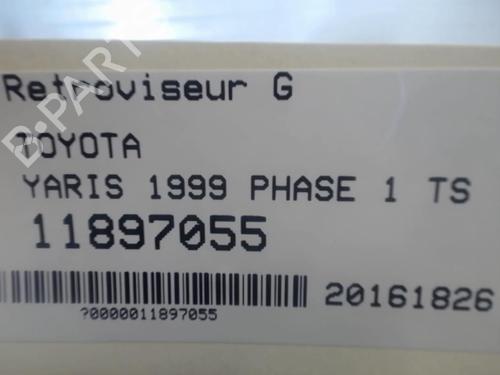 Retroviseur G
TOYOTA
YARIS 1999 PHASE 1 TS
11897055
20161826
?0000011897055